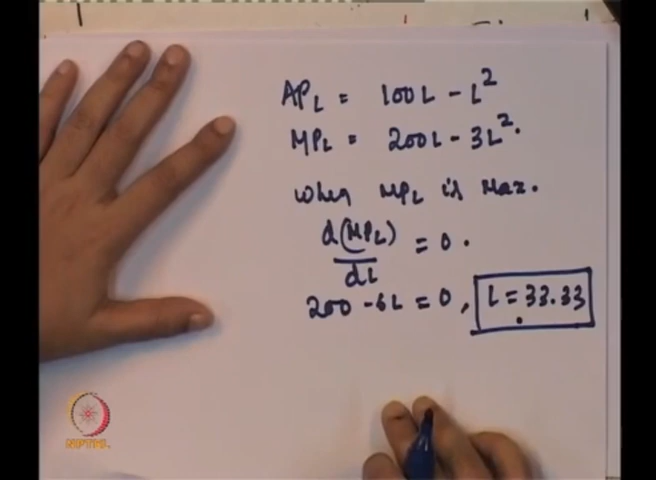 APL = 100L - L²
MPL = 200L - 3L².
when MPL is Max.
d(MPL)/dL = 0.
200 - 6L = 0, L = 33.33
NPTEL